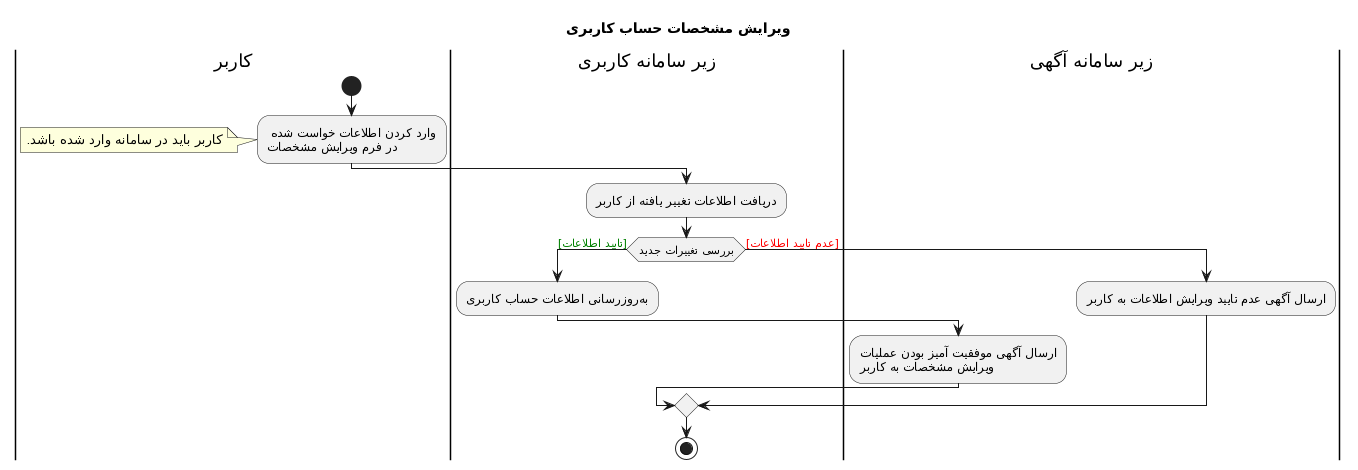 ویرایش مشخصات حساب کاربری
کاربر
زیر سامانه کاربری
زیر سامانه آگهی
وارد کردن اطلاعات خواست شده
در فرم ویرایش مشخصات
کاربر باید در سامانه وارد شده باشد.
دریافت اطلاعات تغییر یافته از کاربر
بررسی تغییرات جدید
[تایید اطلاعات]
[عدم تایید اطلاعات]
به‌روزرسانی اطلاعات حساب کاربری
ارسال آگهی عدم تایید ویرایش اطلاعات به کاربر
ارسال آگهی موفقیت آمیز بودن عملیات
ویرایش مشخصات به کاربر